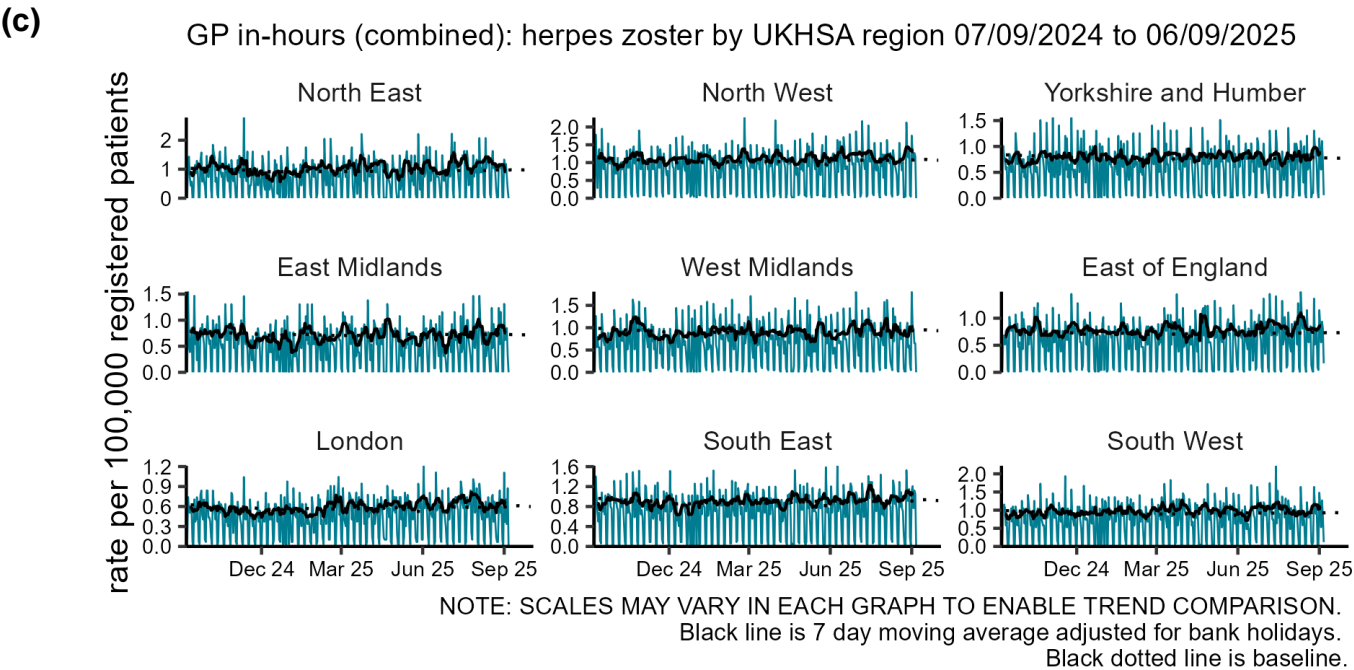 (c)
GP in-hours (combined): herpes zoster by UKHSA region 07/09/2024 to 06/09/2025
rate per 100,000 registered patients
North East
2
1
0
North West
2.0
1.5
1.0
0.5
0.0
Yorkshire and Humber
1.5
1.0
0.5
0.0
East Midlands
1.5
1.0
0.5
0.0
West Midlands
1.5
1.0
0.5
0.0
East of England
1.0
0.5
0.0
London
1.2
0.9
0.6
0.3
0.0
South East
1.6
1.2
0.8
0.4
0.0
South West
2.0
1.5
1.0
0.5
0.0
Dec 24 Mar 25 Jun 25 Sep 25
Dec 24 Mar 25 Jun 25 Sep 25
Dec 24 Mar 25 Jun 25 Sep 25
NOTE: SCALES MAY VARY IN EACH GRAPH TO ENABLE TREND COMPARISON.
Black line is 7 day moving average adjusted for bank holidays.
Black dotted line is baseline.